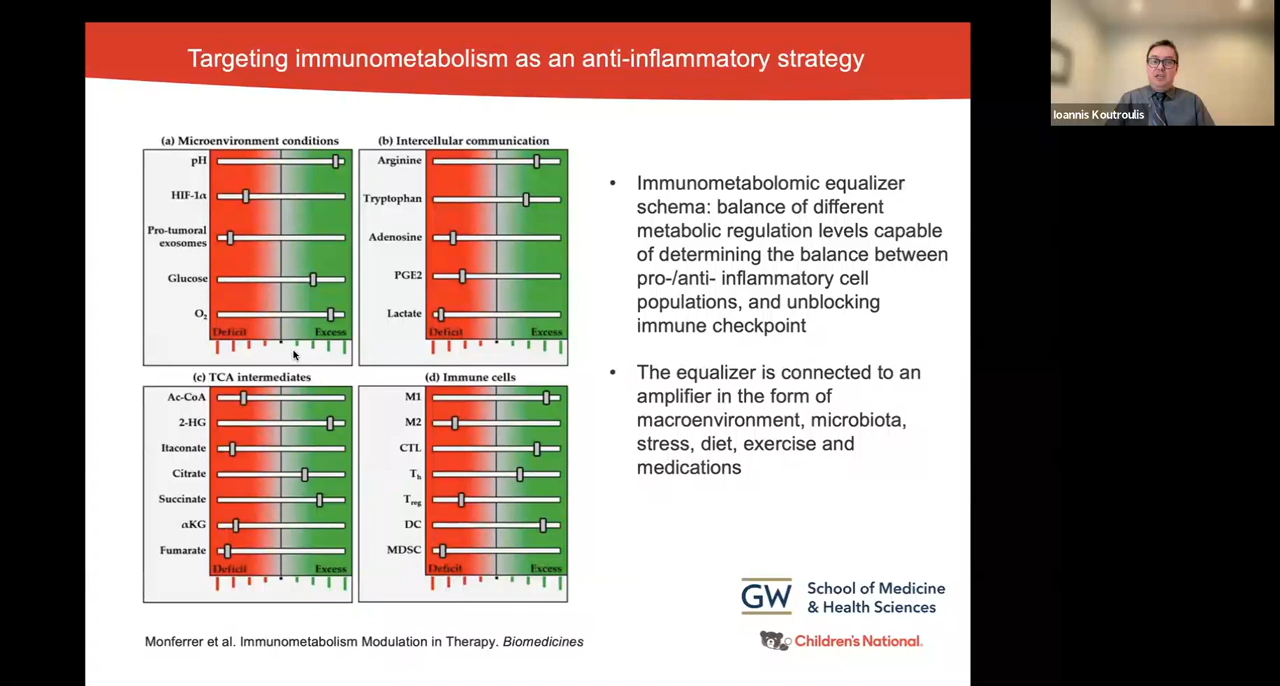 Targeting immunometabolism as an anti-inflammatory strategy
Ioannis Koutroulis
(a) Microenvironment conditions
pH
HIF-1α
Pro-tumoral
exosomes
Glucose
O₂
Deficit
Excess
(b) Intercellular communication
Arginine
Tryptophan
Adenosine
PGE2
Lactate
Deficit
Excess
(c) TCA intermediates
Ac-CoA
2-HG
Itaconate
Citrate
Succinate
αKG
Fumarate
Deficit
Excess
(d) Immune cells
M1
M2
CTL
Tₕ
Treg
DC
MDSC
Deficit
Excess
• Immunometabolomic equalizer
schema: balance of different
metabolic regulation levels capable
of determining the balance between
pro-/anti- inflammatory cell
populations, and unblocking
immune checkpoint
• The equalizer is connected to an
amplifier in the form of
macroenvironment, microbiota,
stress, diet, exercise and
medications
GW School of Medicine
& Health Sciences
Children's National.
Monferrer et al. Immunometabolism Modulation in Therapy. Biomedicines